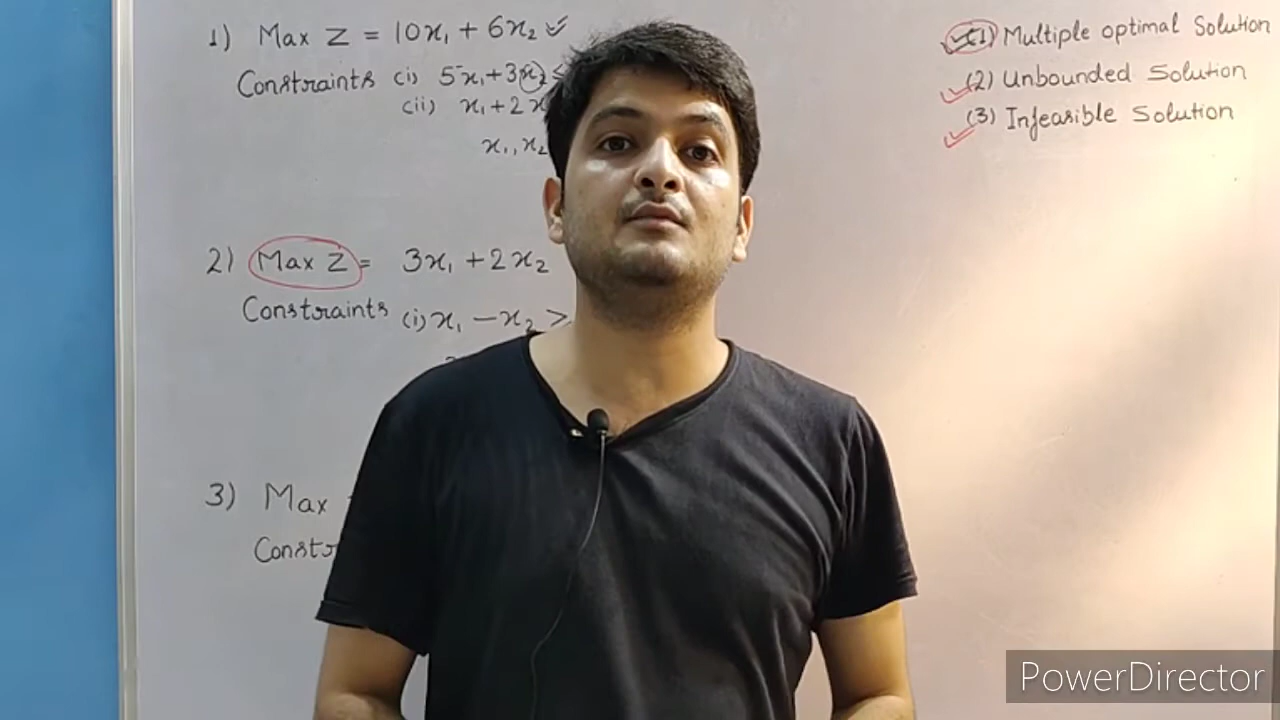 1) Max Z = 10x₁ + 6x₂
Constraints (i) 5x₁ + 3x₂ ≤
(ii) x₁ + 2x
x₁, x₂
2) Max Z = 3x₁ + 2x₂
Constraints (i) x₁ - x₂ >
3) Max
Constr
(1) Multiple optimal Solution
(2) Unbounded Solution
(3) Infeasible Solution
PowerDirector